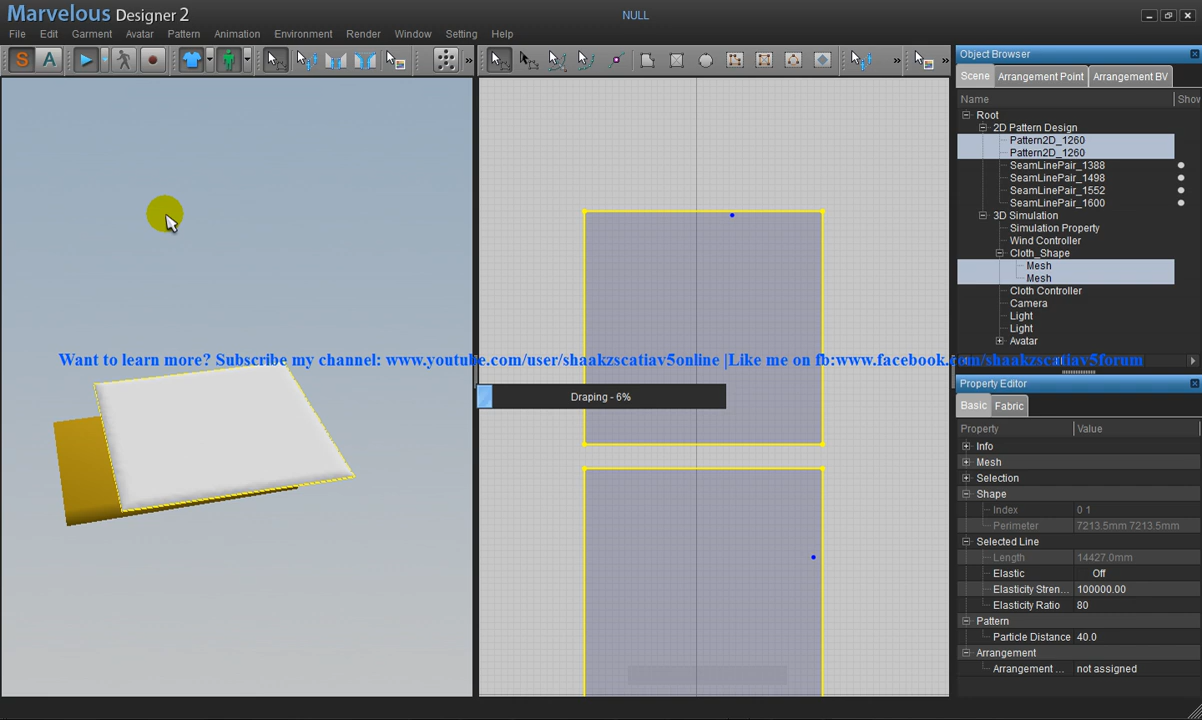 Marvelous Designer 2
NULL
File Edit Garment Avatar Pattern Animation Environment Render Window Setting Help
S A » » »
Object Browser
Scene Arrangement Point Arrangement BV
Name Show
Root
2D Pattern Design
Pattern2D_1260
Pattern2D_1260
SeamLinePair_1388
SeamLinePair_1498
SeamLinePair_1552
SeamLinePair_1600
3D Simulation
Simulation Property
Wind Controller
Cloth_Shape
Mesh
Mesh
Cloth Controller
Camera
Light
Light
Avatar
Want to learn more? Subscribe my channel: www.youtube.com/user/shaakzscatiav5online |Like me on fb:www.facebook.com/shaakzscatiav5forum
Draping - 6%
Property Editor
Basic Fabric
Property Value
Info
Mesh
Selection
Shape
Index 0 1
Perimeter 7213.5mm 7213.5mm
Selected Line
Length 14427.0mm
Elastic Off
Elasticity Stren... 100000.00
Elasticity Ratio 80
Pattern
Particle Distance 40.0
Arrangement
Arrangement ... not assigned